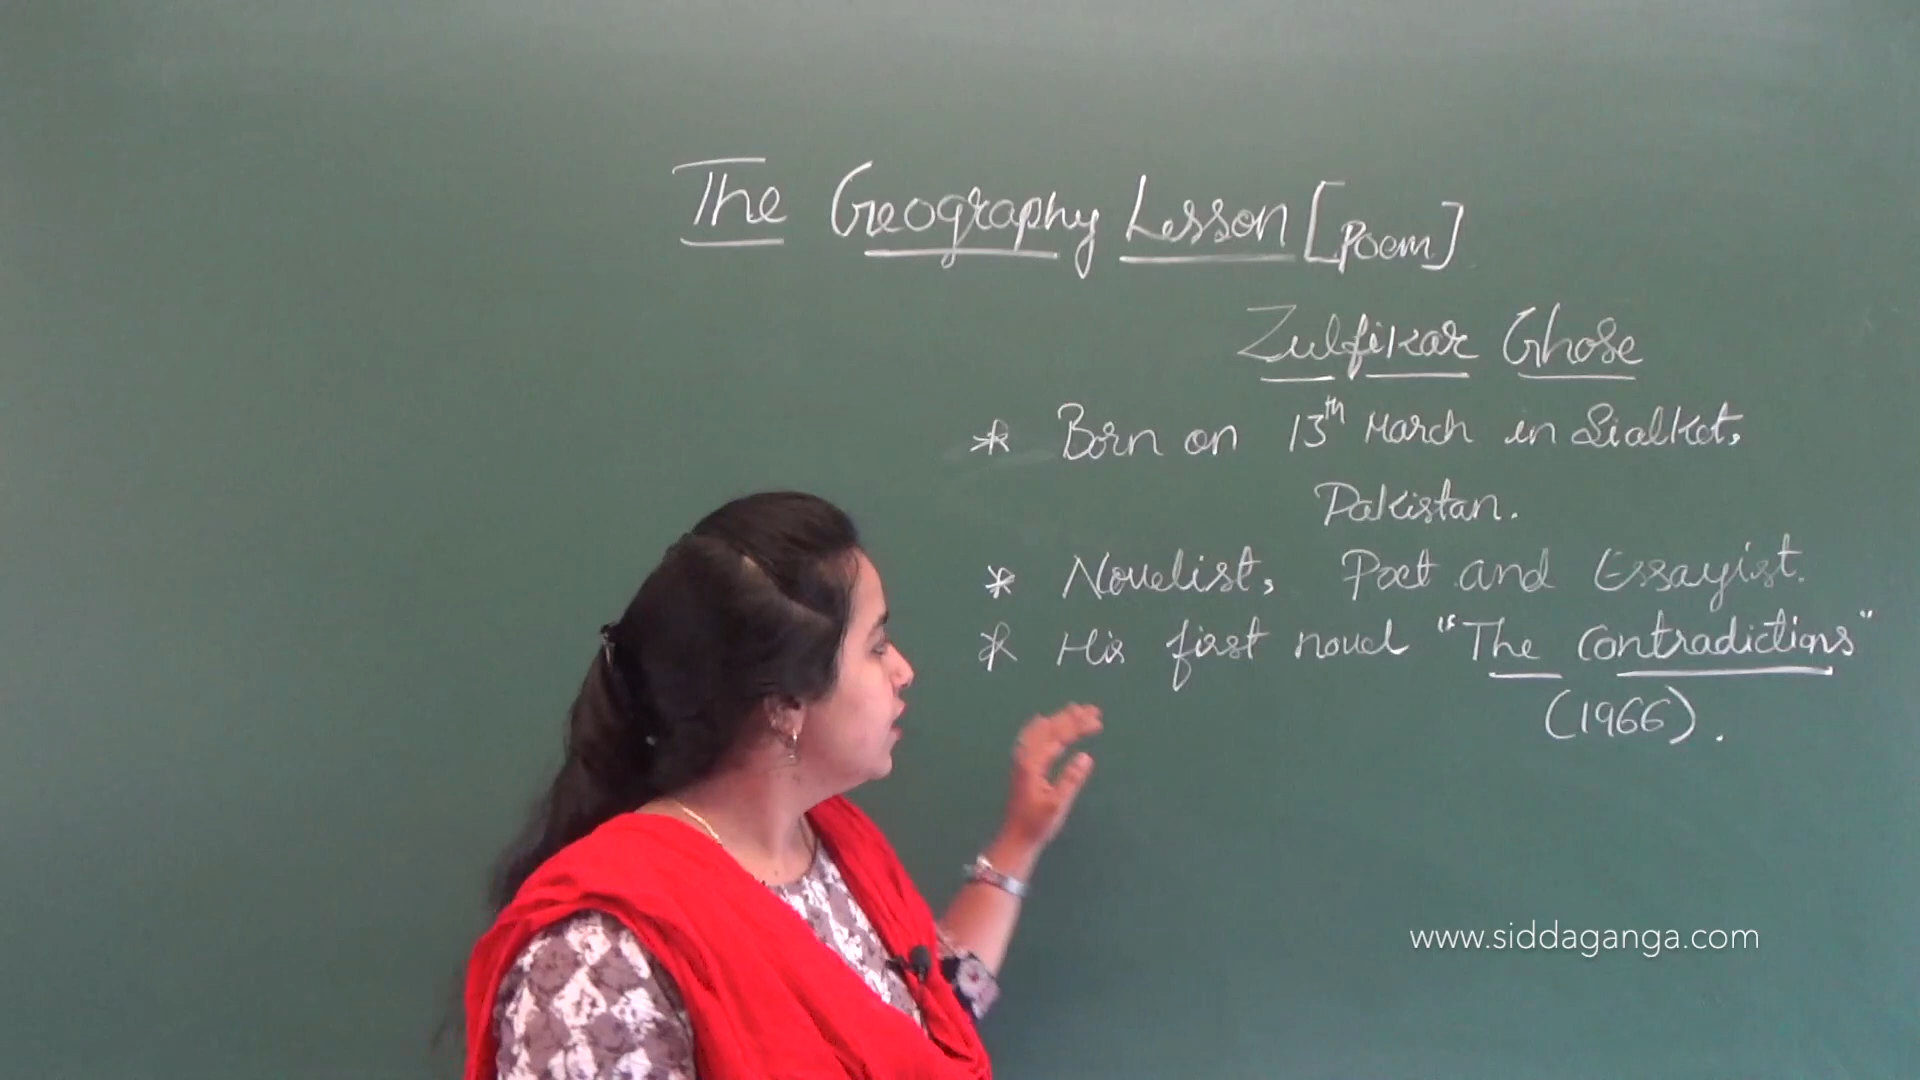 The Geography Lesson [Poem]
Zulfikar Ghose
* Born on 13th March in Sialkot,
Pakistan.
* Novelist, Poet and Essayist.
* His first novel "The Contradictions"
(1966).
www.siddaganga.com